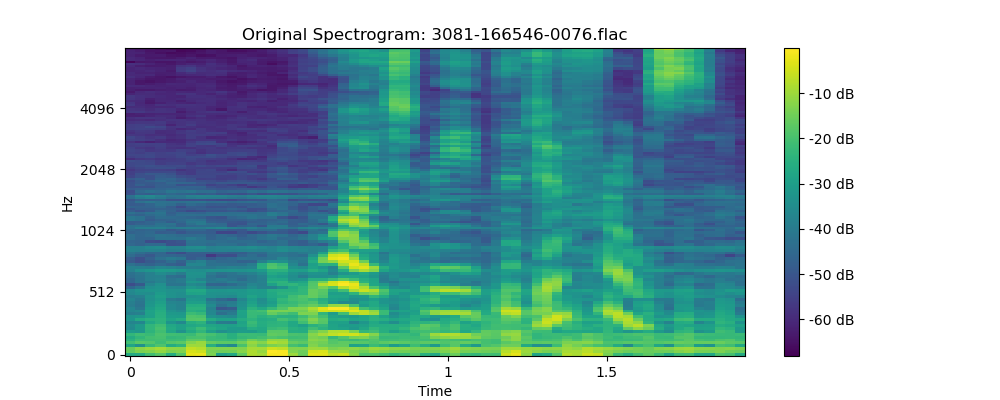 Original Spectrogram: 3081-166546-0076.flac
Hz
4096
2048
1024
512
0
0
0.5
1
1.5
Time
-10 dB
-20 dB
-30 dB
-40 dB
-50 dB
-60 dB